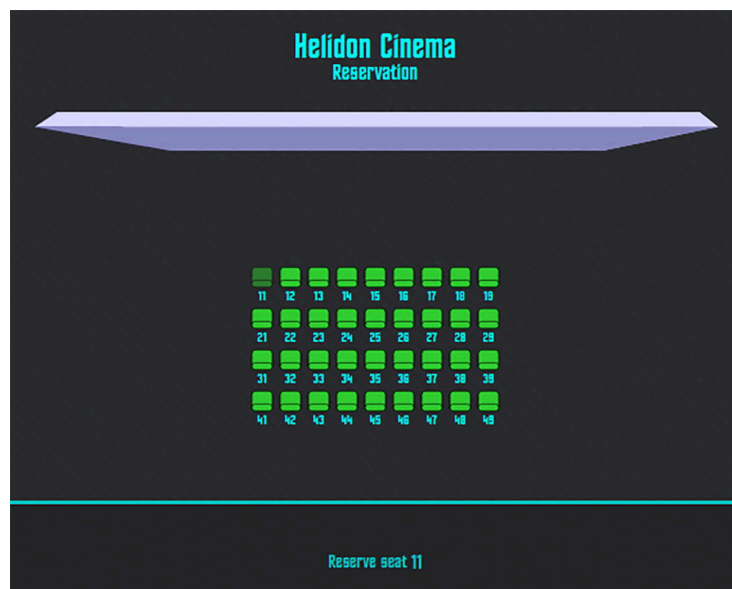 Helidon Cinema
Reservation
11 12 13 14 15 16 17 18 19
21 22 23 24 25 26 27 28 29
31 32 33 34 35 36 37 38 39
41 42 43 44 45 46 47 48 49
Reserve seat 11